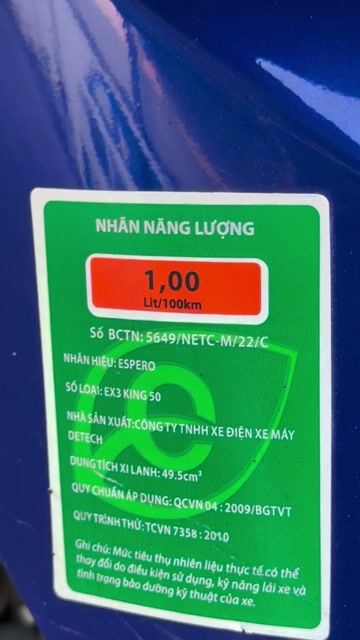 NHÃN NĂNG LƯỢNG
1,00
Lít/100km
Số BCTN: 5649/NETC-M/22/C
NHÃN HIỆU: ESPERO
SỐ LOẠI: EX3 KING 50
NHÀ SẢN XUẤT:CÔNG TY TNHH XE ĐIỆN XE MÁY
DETECH
DUNG TÍCH XI LANH: 49.5cm³
QUY CHUẨN ÁP DỤNG: QCVN 04 : 2009/BGTVT
QUY TRÌNH THỬ: TCVN 7358 : 2010
Ghi chú: Mức tiêu thụ nhiên liệu thực tế có thể
thay đổi do điều kiện sử dụng, kỹ năng lái xe và
tình trạng bảo dưỡng kỹ thuật của xe.